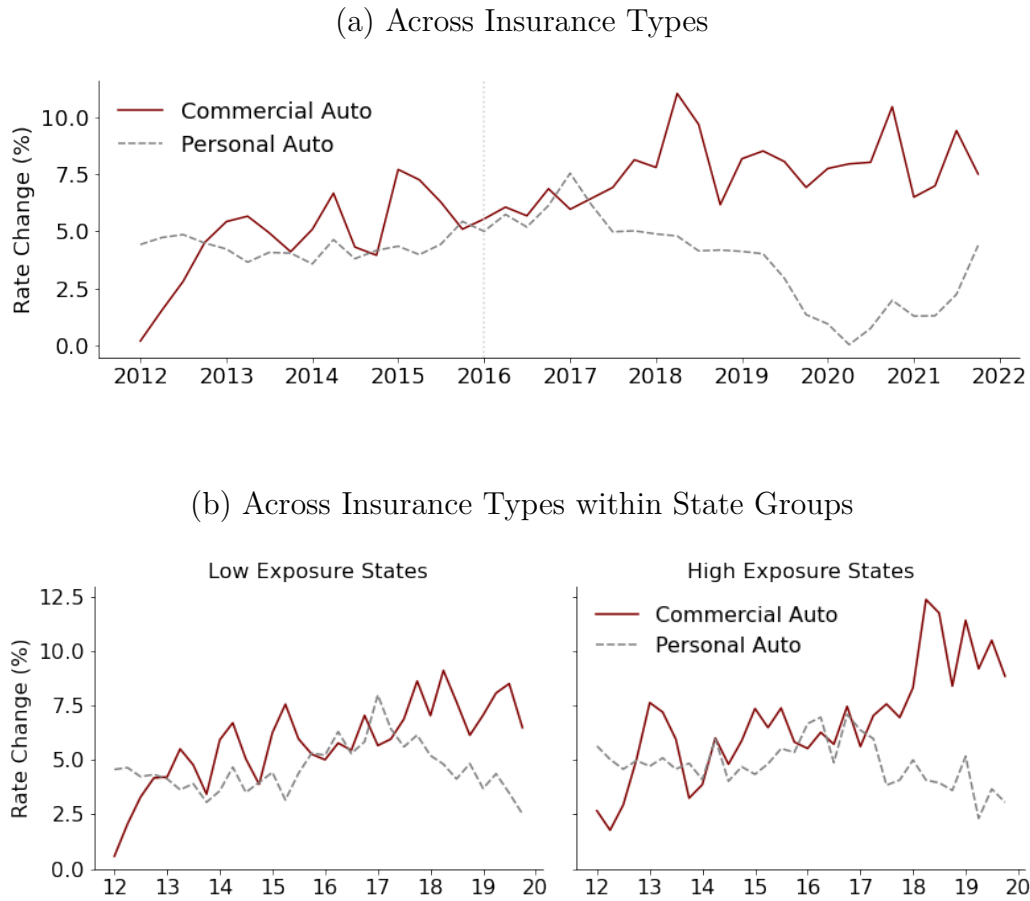 (a) Across Insurance Types
Rate Change (%)
10.0
7.5
5.0
2.5
0.0
Commercial Auto
Personal Auto
2012 2013 2014 2015 2016 2017 2018 2019 2020 2021 2022
(b) Across Insurance Types within State Groups
Low Exposure States
Rate Change (%)
12.5
10.0
7.5
5.0
2.5
0.0
12 13 14 15 16 17 18 19 20
High Exposure States
Commercial Auto
Personal Auto
12 13 14 15 16 17 18 19 20